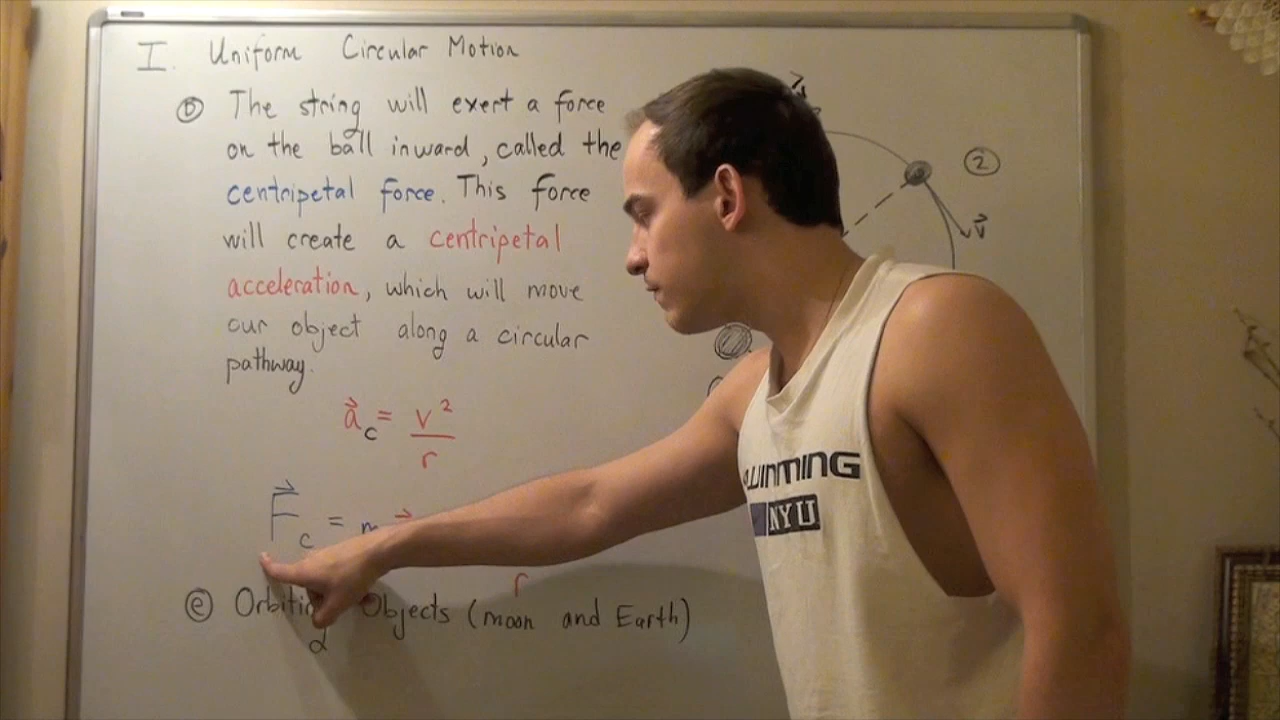 I. Uniform Circular Motion
Ⓓ The string will exert a force
on the ball inward, called the
centripetal force. This force
will create a centripetal
acceleration, which will move
our object along a circular
pathway.
a⃗c = v²
r
F⃗c = m
r
ⓔ Orbiting Objects (moon and Earth)
②
v⃗
NYU